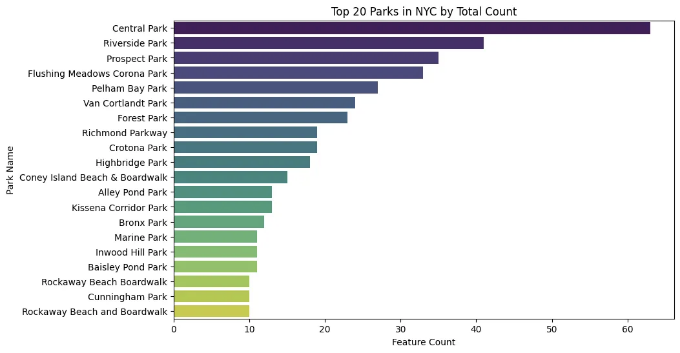 Top 20 Parks in NYC by Total Count
Park Name
Central Park
Riverside Park
Prospect Park
Flushing Meadows Corona Park
Pelham Bay Park
Van Cortlandt Park
Forest Park
Richmond Parkway
Crotona Park
Highbridge Park
Coney Island Beach & Boardwalk
Alley Pond Park
Kissena Corridor Park
Bronx Park
Marine Park
Inwood Hill Park
Baisley Pond Park
Rockaway Beach Boardwalk
Cunningham Park
Rockaway Beach and Boardwalk
0 10 20 30 40 50 60
Feature Count